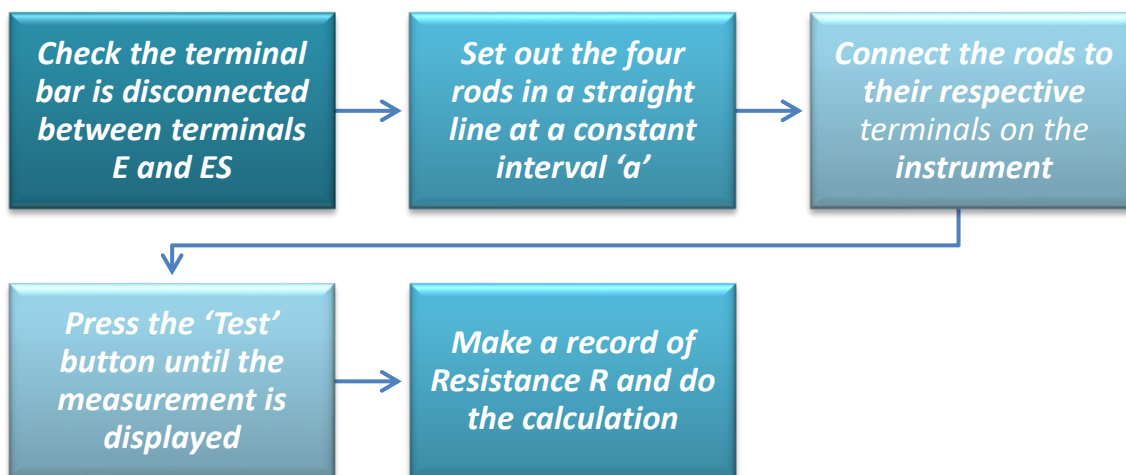 Check the terminal
bar is disconnected
between terminals
E and ES
Set out the four
rods in a straight
line at a constant
interval ‘a’
Connect the rods to
their respective
terminals on the
instrument
Press the ‘Test’
button until the
measurement is
displayed
Make a record of
Resistance R and do
the calculation